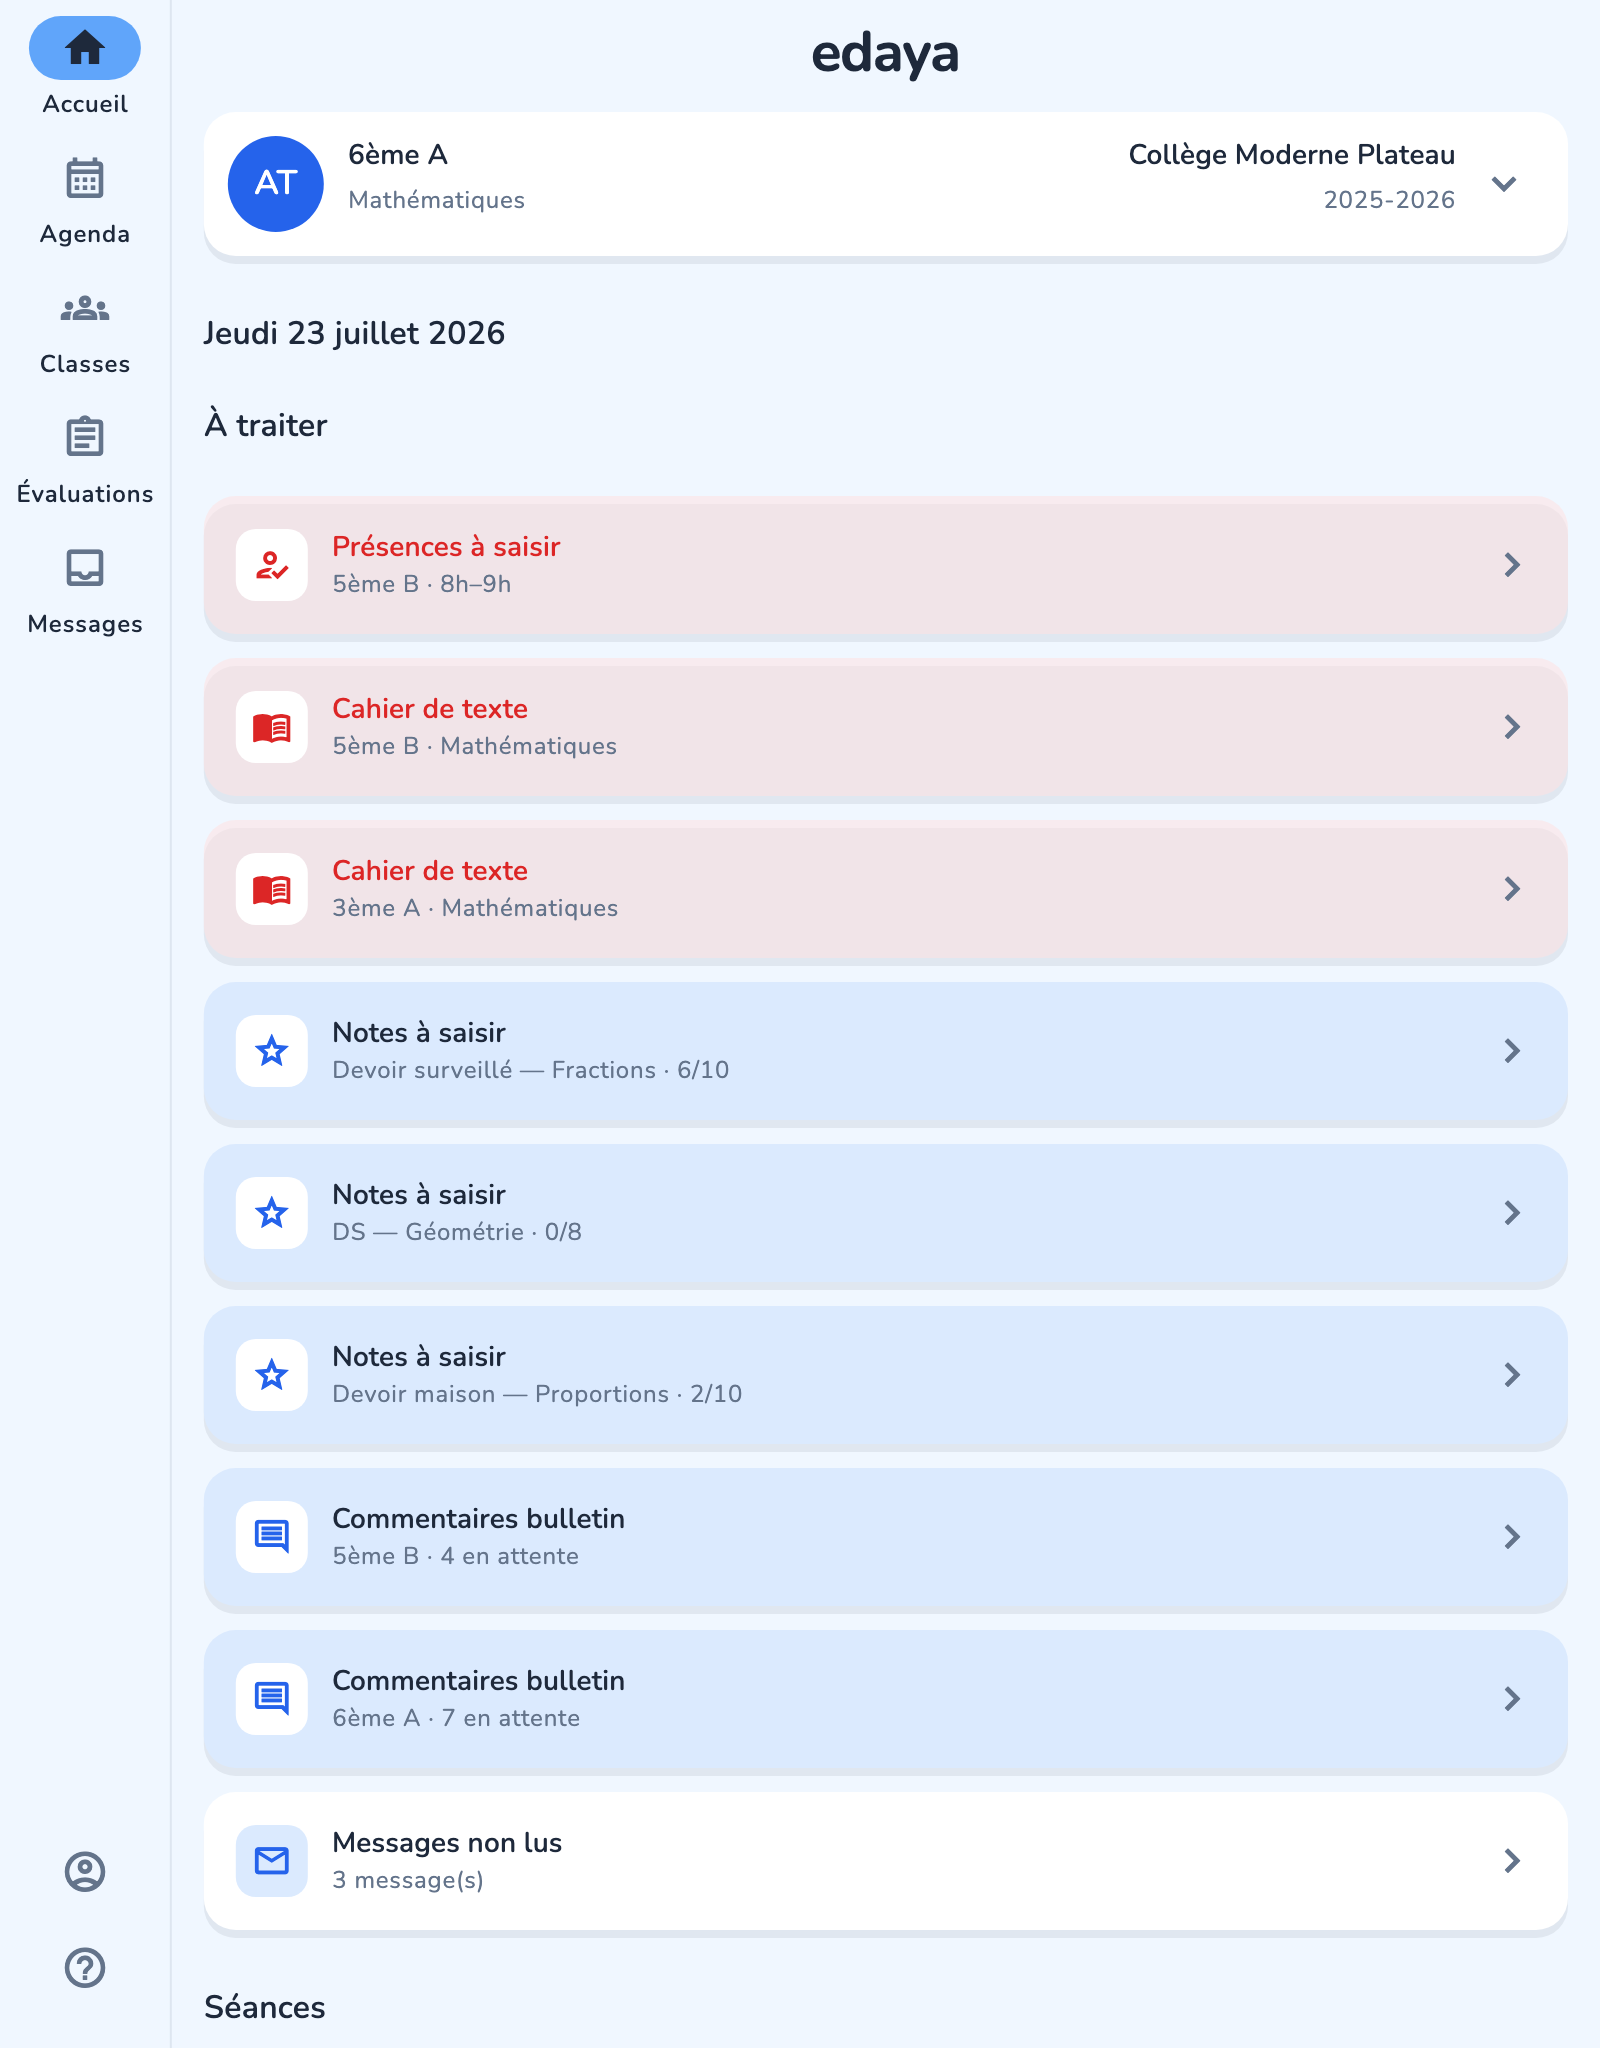 edaya
Accueil
Agenda
Classes
Évaluations
Messages
AT
6ème A
Mathématiques
Collège Moderne Plateau
2025-2026
Jeudi 23 juillet 2026
À traiter
Présences à saisir
5ème B · 8h–9h
Cahier de texte
5ème B · Mathématiques
Cahier de texte
3ème A · Mathématiques
Notes à saisir
Devoir surveillé — Fractions · 6/10
Notes à saisir
DS — Géométrie · 0/8
Notes à saisir
Devoir maison — Proportions · 2/10
Commentaires bulletin
5ème B · 4 en attente
Commentaires bulletin
6ème A · 7 en attente
Messages non lus
3 message(s)
Séances